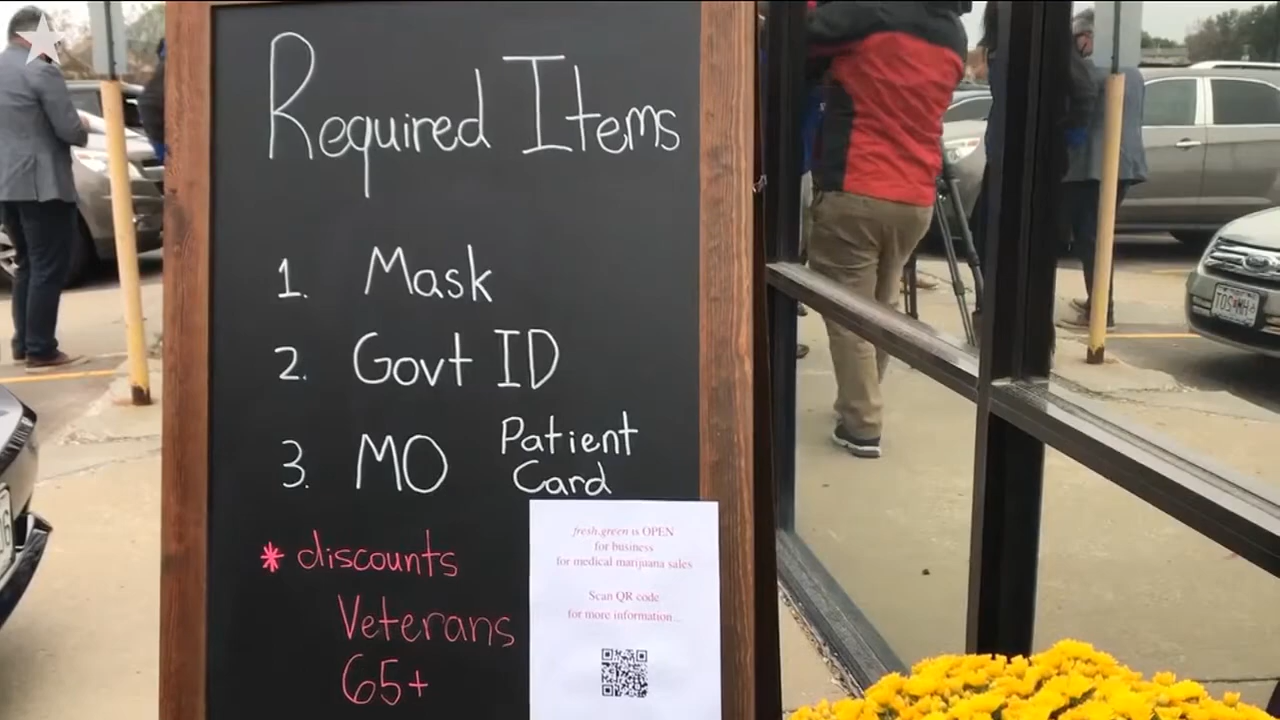 Required Items
1. Mask
2. Govt ID
3. MO Patient
Card
* discounts
Veterans
65+
fresh.green is OPEN
for business
for medical marijuana sales
Scan QR code
for more information...